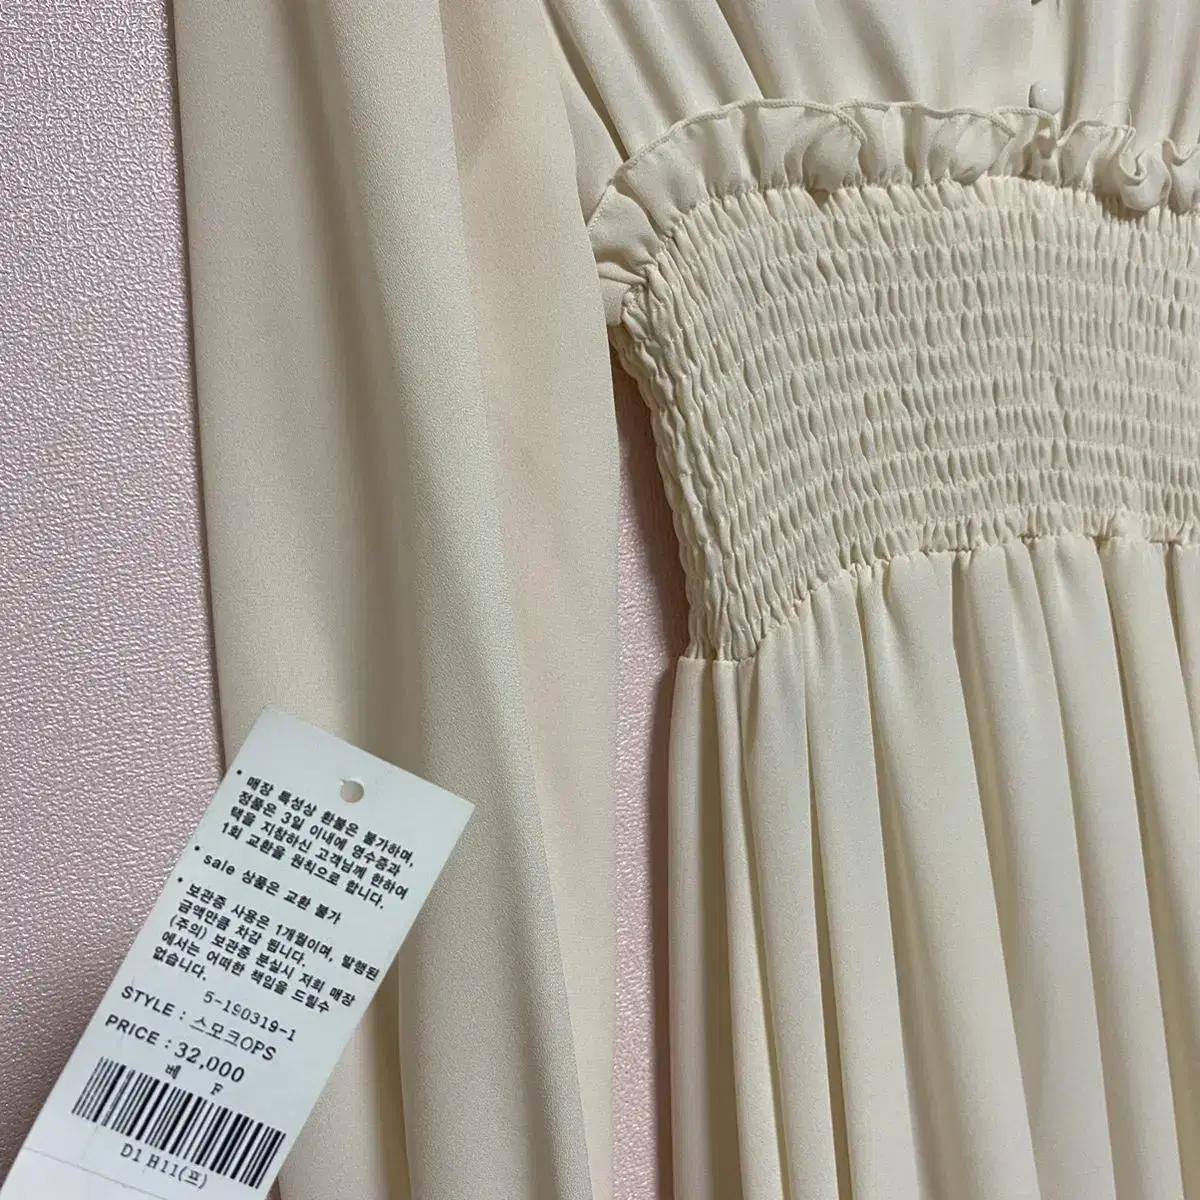 • 매장 특성상 환불은 불가하며,
정품은 3일 이내에 영수증과
택을 지참하신 고객님께 한하여
1회 교환을 원칙으로 합니다.
• sale 상품은 교환 불가
• 보관증 사용은 1개월이며, 발행된
금액만큼 차감 됩니다.
(주의) 보관증 분실시 저희 매장
에서는 어떠한 책임을 드릴수
없습니다.
5-190319-1
STYLE : 스모크OPS
PRICE : 32,000
베 F
D1 H11(프)